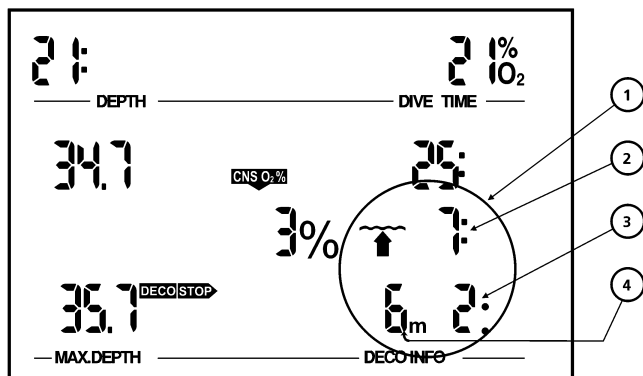 21: 21% O₂
DEPTH DIVE TIME
34.7 25:
CNS O₂%
3% 7:
DECO STOP
35.7 6m 2:
MAX.DEPTH DECO INFO
1
2
3
4